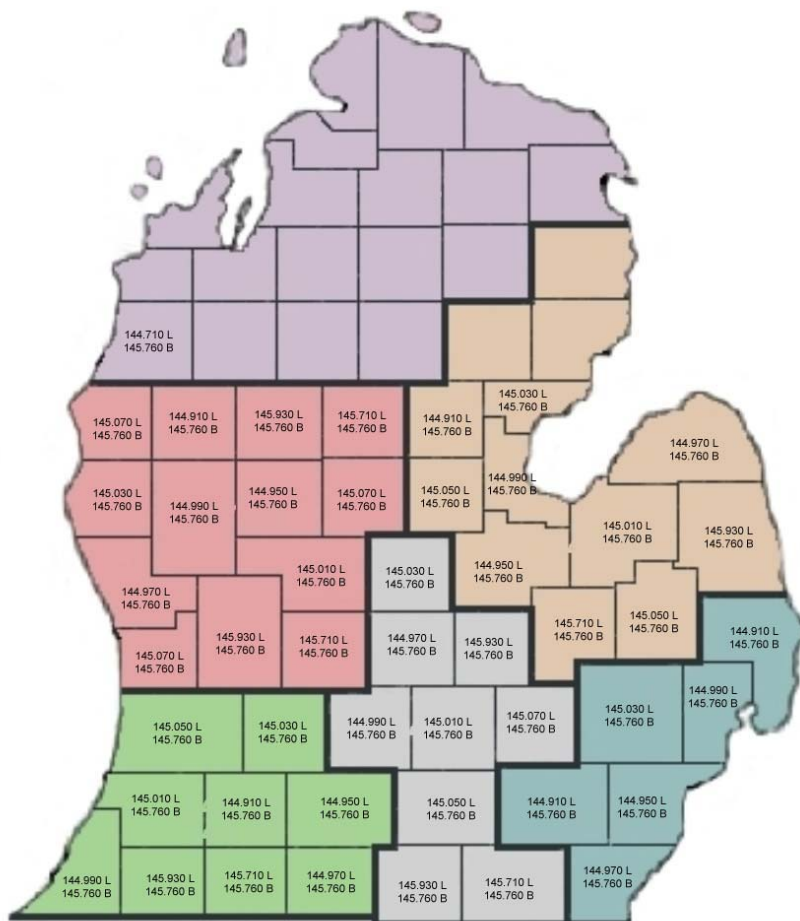 144.710 L
145.760 B
145.070 L
145.760 B
144.910 L
145.760 B
145.930 L
145.760 B
145.710 L
145.760 B
144.910 L
145.760 B
145.030 L
145.760 B
144.970 L
145.760 B
145.030 L
145.760 B
144.990 L
145.760 B
144.950 L
145.760 B
145.070 L
145.760 B
145.050 L
145.760 B
144.990 L
145.760 B
145.010 L
145.760 B
145.930 L
145.760 B
144.970 L
145.760 B
145.010 L
145.760 B
145.030 L
145.760 B
144.950 L
145.760 B
145.070 L
145.760 B
145.930 L
145.760 B
145.710 L
145.760 B
144.970 L
145.760 B
145.930 L
145.760 B
145.710 L
145.760 B
145.050 L
145.760 B
144.910 L
145.760 B
145.050 L
145.760 B
145.030 L
145.760 B
144.990 L
145.760 B
145.010 L
145.760 B
145.070 L
145.760 B
145.030 L
145.760 B
144.990 L
145.760 B
145.010 L
145.760 B
144.910 L
145.760 B
144.950 L
145.760 B
145.050 L
145.760 B
144.910 L
145.760 B
144.950 L
145.760 B
144.990 L
145.760 B
145.930 L
145.760 B
145.710 L
145.760 B
144.970 L
145.760 B
145.930 L
145.760 B
145.710 L
145.760 B
144.970 L
145.760 B